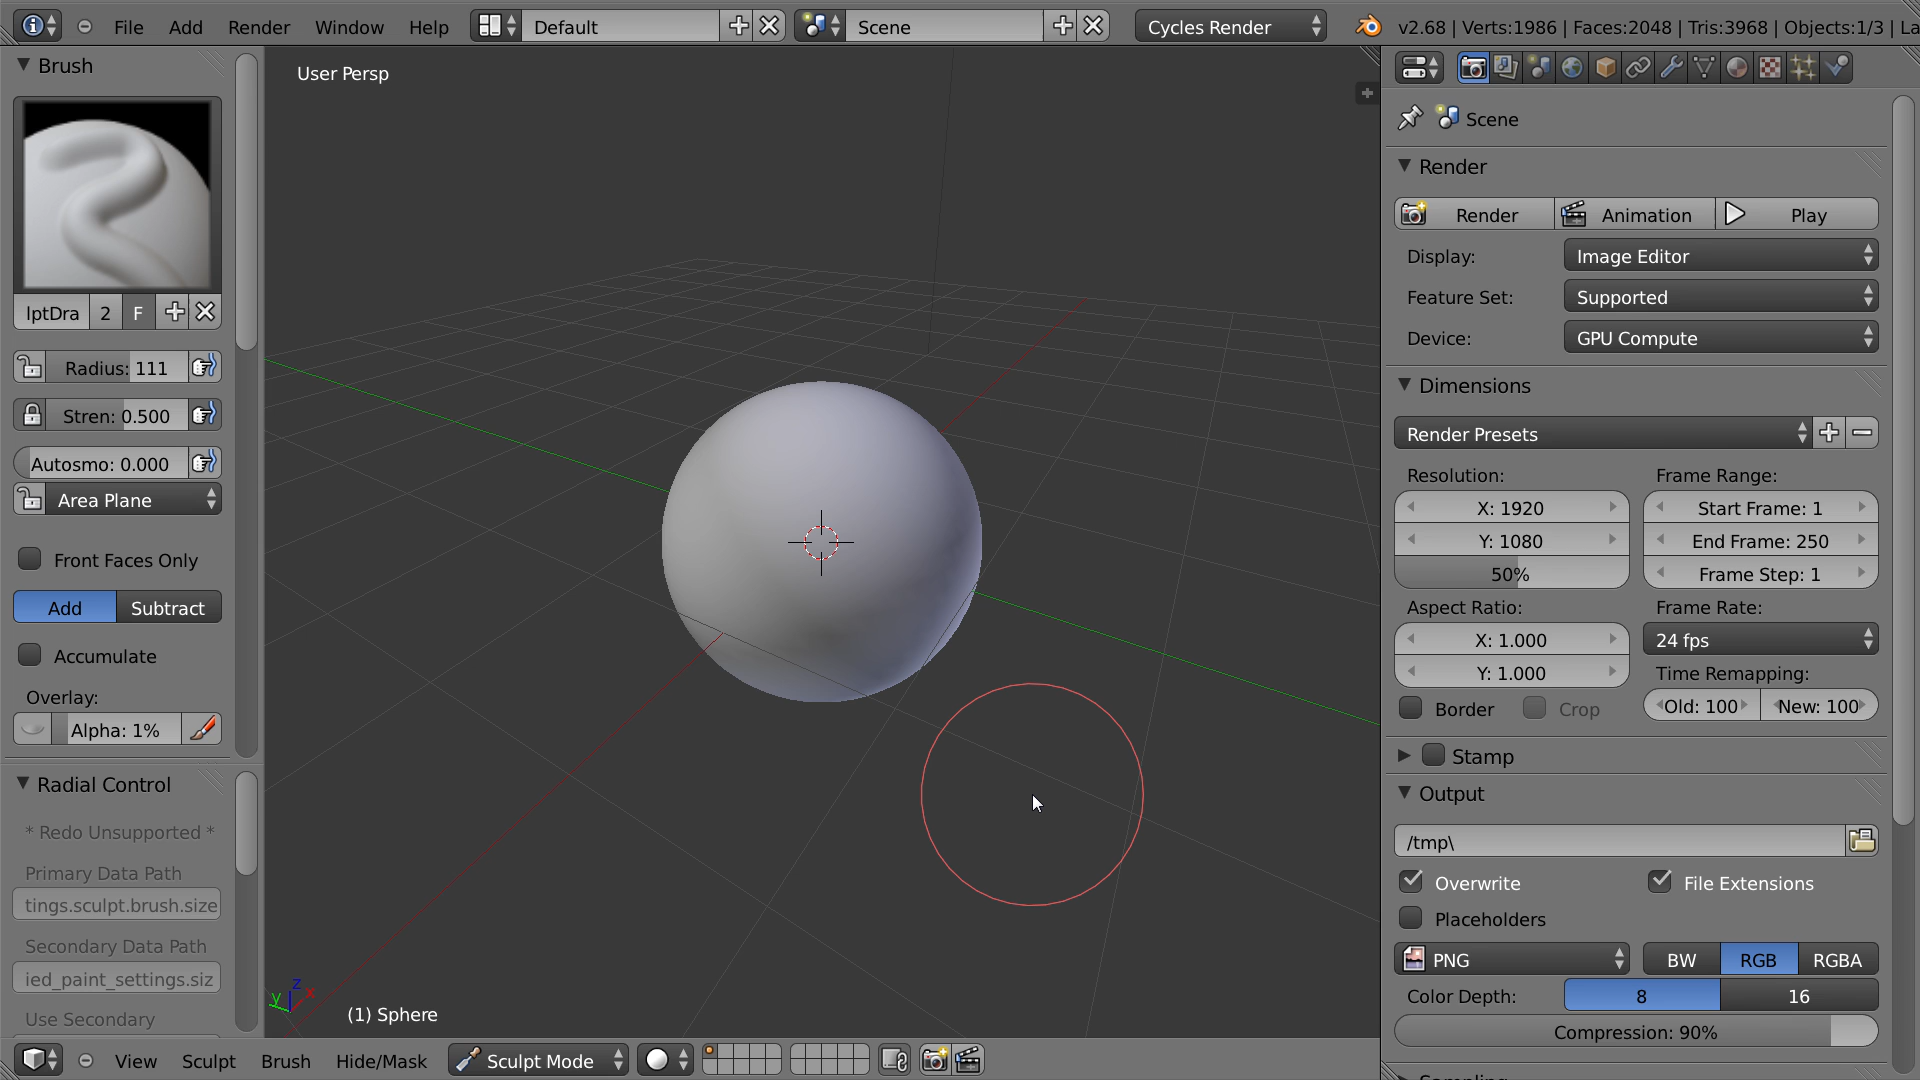 File Add Render Window Help Default Scene Cycles Render v2.68 | Verts:1986 | Faces:2048 | Tris:3968 | Objects:1/3 | La
Brush
lptDra 2 F
Radius: 111
Stren: 0.500
Autosmo: 0.000
Area Plane
Front Faces Only
Add Subtract
Accumulate
Overlay:
Alpha: 1%
Radial Control
* Redo Unsupported *
Primary Data Path
tings.sculpt.brush.size
Secondary Data Path
ied_paint_settings.siz
Use Secondary
User Persp
z
y x
(1) Sphere
View Sculpt Brush Hide/Mask Sculpt Mode
Scene
Render
Render Animation Play
Display: Image Editor
Feature Set: Supported
Device: GPU Compute
Dimensions
Render Presets
Resolution: Frame Range:
X: 1920 Start Frame: 1
Y: 1080 End Frame: 250
50% Frame Step: 1
Aspect Ratio: Frame Rate:
X: 1.000 24 fps
Y: 1.000 Time Remapping:
Border Crop Old: 100 New: 100
Stamp
Output
/tmp\
Overwrite File Extensions
Placeholders
PNG BW RGB RGBA
Color Depth: 8 16
Compression: 90%